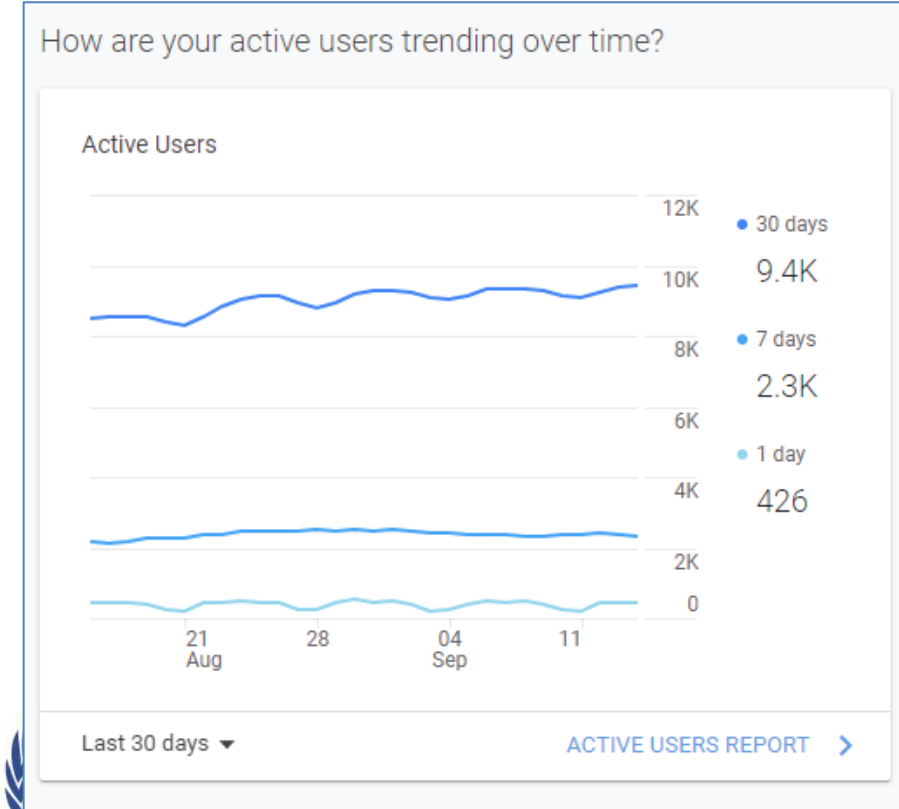 How are your active users trending over time?
Active Users
12K
10K
8K
6K
4K
2K
0
30 days
9.4K
7 days
2.3K
1 day
426
21
Aug
28
04
Sep
11
Last 30 days
ACTIVE USERS REPORT